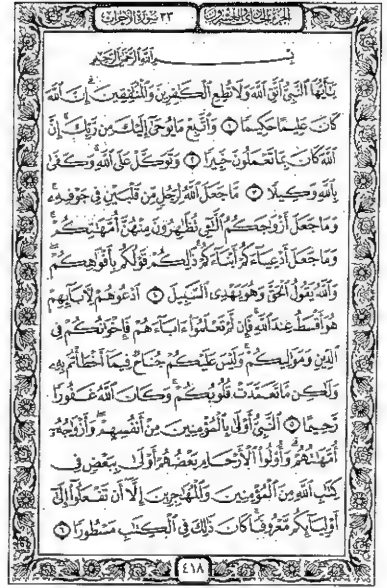 الجزء الحادي والعشرون
٣٣ سورة الأحزاب
بسم الله الرحمن الرحيم
يَٰٓأَيُّهَا ٱلنَّبِيُّ ٱتَّقِ ٱللَّهَ وَلَا تُطِعِ ٱلْكَٰفِرِينَ وَٱلْمُنَٰفِقِينَ ۗ إِنَّ ٱللَّهَ
كَانَ عَلِيمًا حَكِيمًا ١ وَٱتَّبِعْ مَا يُوحَىٰٓ إِلَيْكَ مِن رَّبِّكَ ۚ إِنَّ
ٱللَّهَ كَانَ بِمَا تَعْمَلُونَ خَبِيرًا ٢ وَتَوَكَّلْ عَلَى ٱللَّهِ ۚ وَكَفَىٰ
بِٱللَّهِ وَكِيلًا ٣ مَّا جَعَلَ ٱللَّهُ لِرَجُلٍ مِّن قَلْبَيْنِ فِى جَوْفِهِۦ ۚ
وَمَا جَعَلَ أَزْوَٰجَكُمُ ٱلَّٰٓـِٔى تُظَٰهِرُونَ مِنْهُنَّ أُمَّهَٰتِكُمْ ۚ
وَمَا جَعَلَ أَدْعِيَآءَكُمْ أَبْنَآءَكُمْ ۚ ذَٰلِكُمْ قَوْلُكُم بِأَفْوَٰهِكُمْ ۖ
وَٱللَّهُ يَقُولُ ٱلْحَقَّ وَهُوَ يَهْدِى ٱلسَّبِيلَ ٤ ٱدْعُوهُمْ لِءَابَآئِهِمْ
هُوَ أَقْسَطُ عِندَ ٱللَّهِ ۚ فَإِن لَّمْ تَعْلَمُوٓا۟ ءَابَآءَهُمْ فَإِخْوَٰنُكُمْ فِى
ٱلدِّينِ وَمَوَٰلِيكُمْ ۚ وَلَيْسَ عَلَيْكُمْ جُنَاحٌ فِيمَآ أَخْطَأْتُم بِهِۦ
وَلَٰكِن مَّا تَعَمَّدَتْ قُلُوبُكُمْ ۚ وَكَانَ ٱللَّهُ غَفُورًا
رَّحِيمًا ٥ ٱلنَّبِيُّ أَوْلَىٰ بِٱلْمُؤْمِنِينَ مِنْ أَنفُسِهِمْ ۖ وَأَزْوَٰجُهُۥٓ
أُمَّهَٰتُهُمْ ۗ وَأُو۟لُوا۟ ٱلْأَرْحَامِ بَعْضُهُمْ أَوْلَىٰ بِبَعْضٍ فِى
كِتَٰبِ ٱللَّهِ مِنَ ٱلْمُؤْمِنِينَ وَٱلْمُهَٰجِرِينَ إِلَّآ أَن تَفْعَلُوٓا۟ إِلَىٰٓ
أَوْلِيَآئِكُم مَّعْرُوفًا ۚ كَانَ ذَٰلِكَ فِى ٱلْكِتَٰبِ مَسْطُورًا ٦
٤١٨